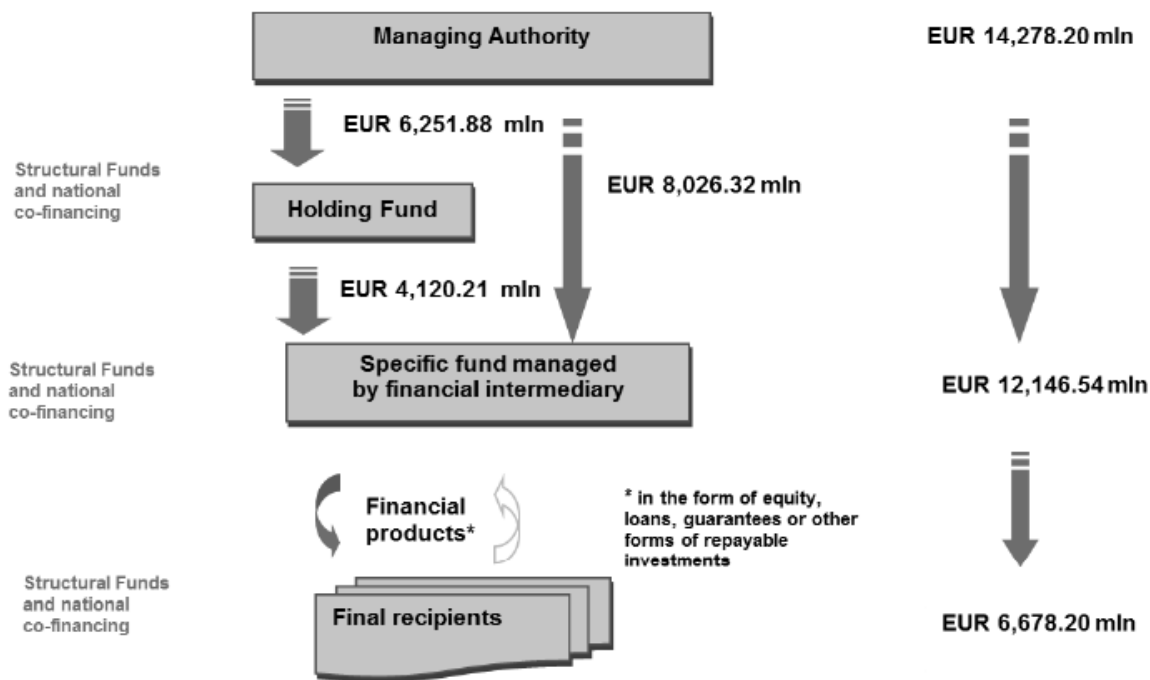 Managing Authority
EUR 14,278.20 mln
EUR 6,251.88 mln
Structural Funds
and national
co-financing
EUR 8,026.32 mln
Holding Fund
EUR 4,120.21 mln
Structural Funds
and national
co-financing
Specific fund managed
by financial intermediary
EUR 12,146.54 mln
Financial
products*
* in the form of equity,
loans, guarantees or other
forms of repayable
investments
Structural Funds
and national
co-financing
Final recipients
EUR 6,678.20 mln